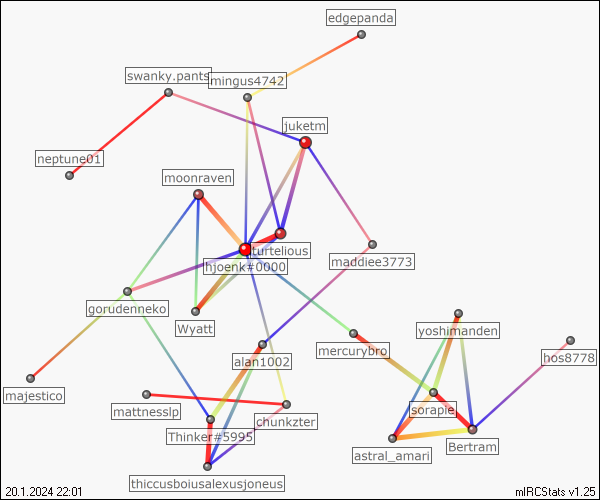 edgepanda
swanky.pants
mingus4742
juketm
neptune01
moonraven
turtelious
maddiee3773
hjoenk#0000
gorudenneko
Wyatt
yoshimanden
mercurybro
hos8778
alan1002
majestico
mattnesslp
sorapie
chunkzter
Thinker#5995
Bertram
astral_amari
thiccusboiusalexusjoneus
20.1.2024 22:01
mIRCStats v1.25